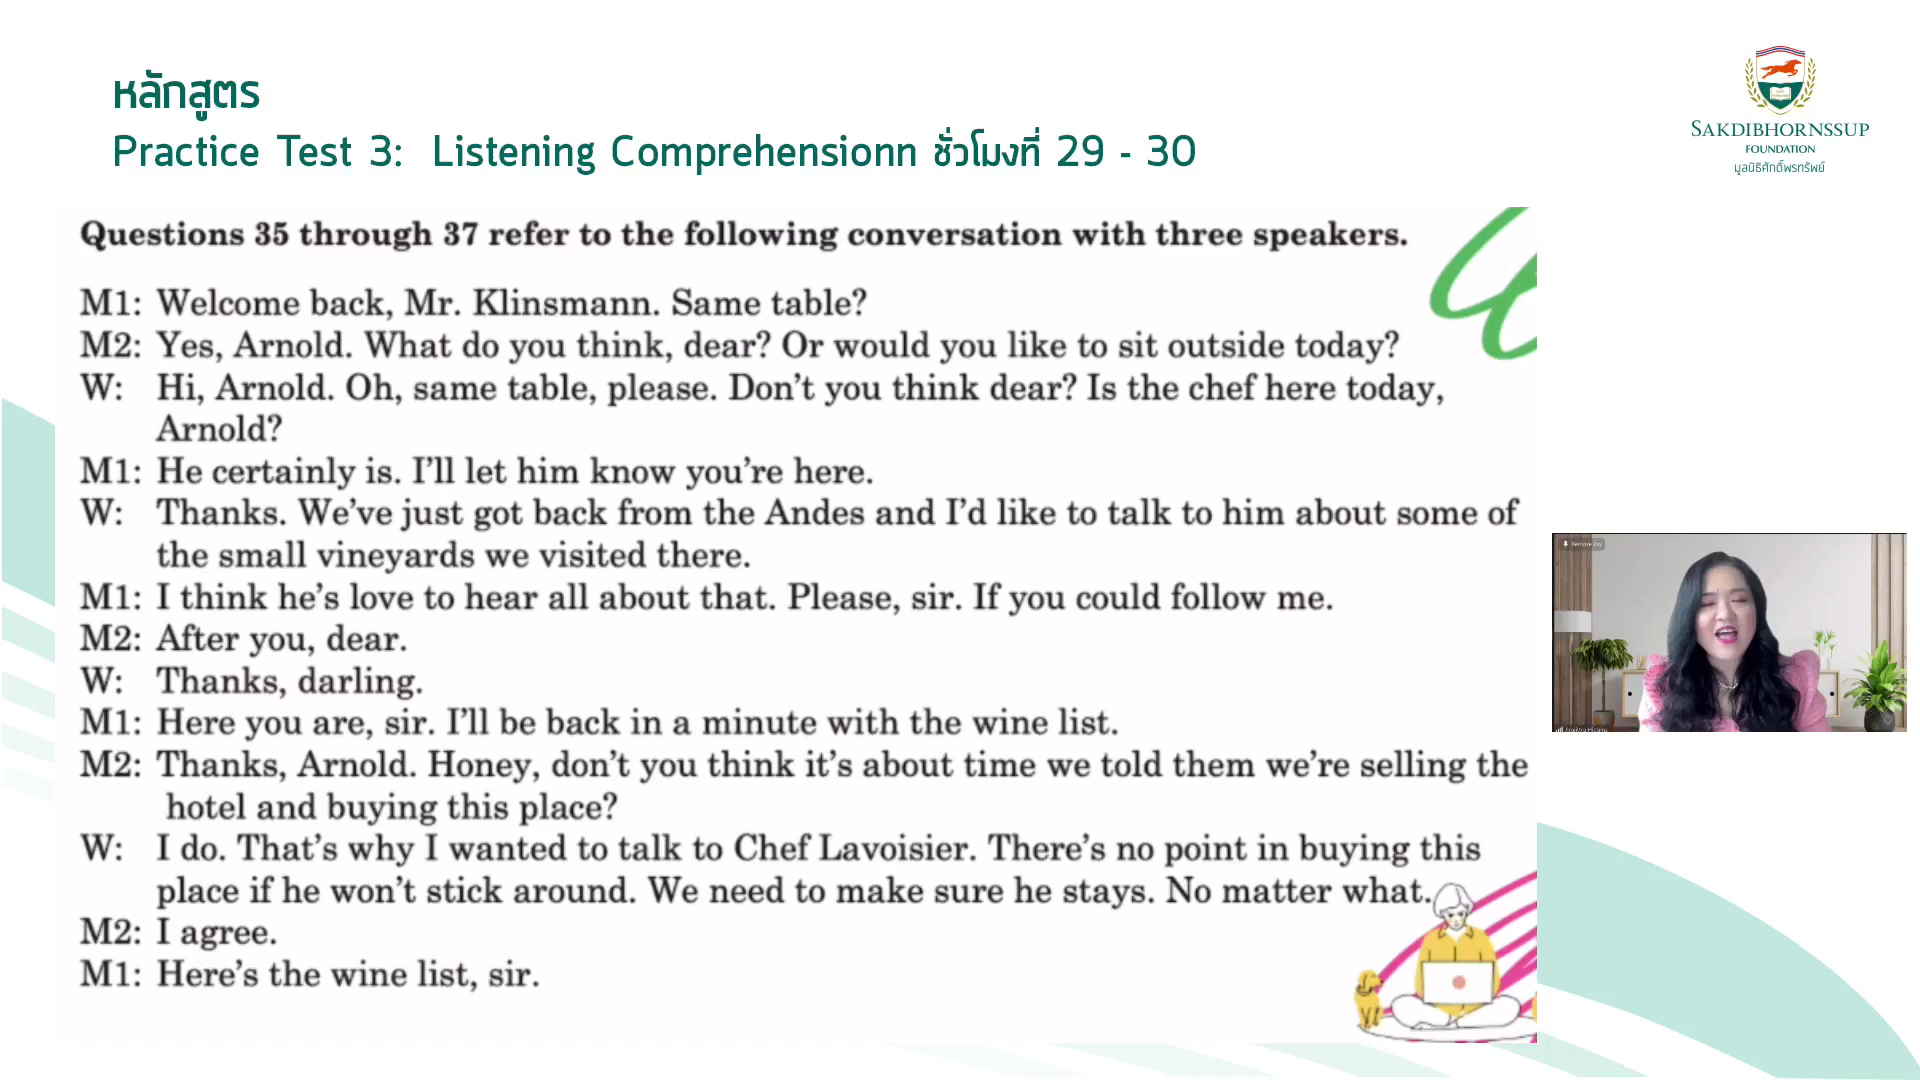 หลักสูตร
Practice Test 3: Listening Comprehensionn ชั่วโมงที่ 29 - 30
SAKDIBHORNSSUP
FOUNDATION
มูลนิธิศักดิ์พรทรัพย์
Questions 35 through 37 refer to the following conversation with three speakers.
M1: Welcome back, Mr. Klinsmann. Same table?
M2: Yes, Arnold. What do you think, dear? Or would you like to sit outside today?
W: Hi, Arnold. Oh, same table, please. Don't you think dear? Is the chef here today,
Arnold?
M1: He certainly is. I'll let him know you're here.
W: Thanks. We've just got back from the Andes and I'd like to talk to him about some of
the small vineyards we visited there.
M1: I think he's love to hear all about that. Please, sir. If you could follow me.
M2: After you, dear.
W: Thanks, darling.
M1: Here you are, sir. I'll be back in a minute with the wine list.
M2: Thanks, Arnold. Honey, don't you think it's about time we told them we're selling the
hotel and buying this place?
W: I do. That's why I wanted to talk to Chef Lavoisier. There's no point in buying this
place if he won't stick around. We need to make sure he stays. No matter what.
M2: I agree.
M1: Here's the wine list, sir.
Remove Pin